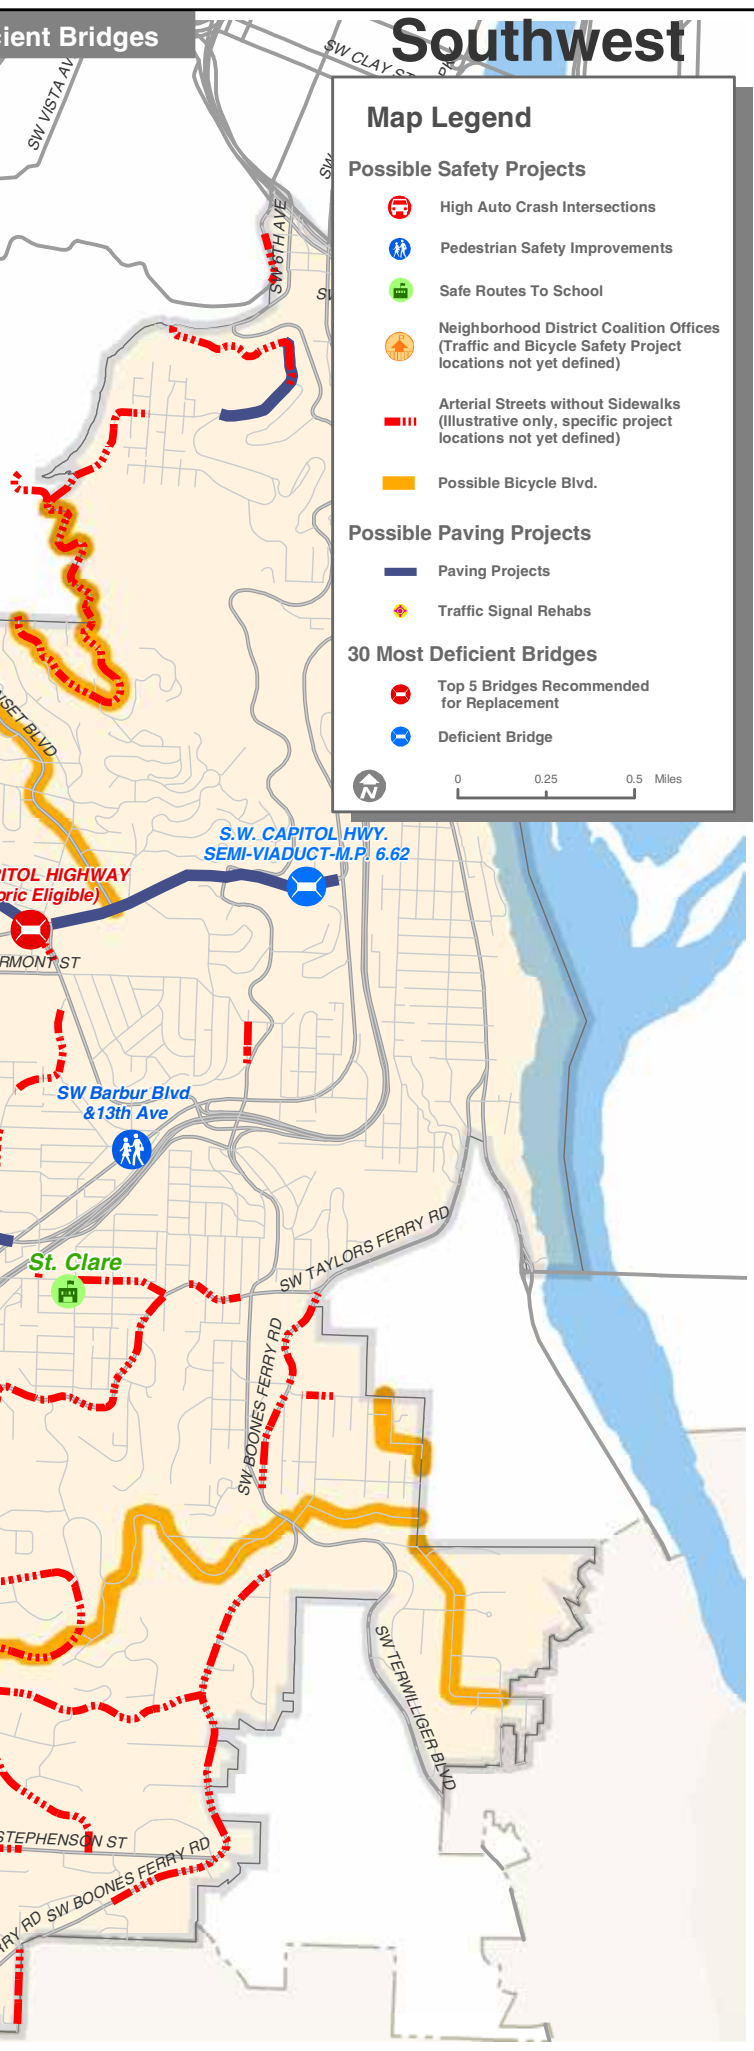 cient Bridges
Southwest
SW CLAY ST
SW VISTA AV
SW
SW 6TH AVE
Map Legend
Possible Safety Projects
High Auto Crash Intersections
Pedestrian Safety Improvements
Safe Routes To School
Neighborhood District Coalition Offices
(Traffic and Bicycle Safety Project
locations not yet defined)
Arterial Streets without Sidewalks
(Illustrative only, specific project
locations not yet defined)
Possible Bicycle Blvd.
Possible Paving Projects
Paving Projects
Traffic Signal Rehabs
30 Most Deficient Bridges
Top 5 Bridges Recommended
for Replacement
Deficient Bridge
N
0 0.25 0.5 Miles
NSET BLVD
S.W. CAPITOL HWY.
SEMI-VIADUCT-M.P. 6.62
PITOL HIGHWAY
oric Eligible)
RMONT ST
SW Barbur Blvd
&13th Ave
St. Clare
SW TAYLORS FERRY RD
SW BOONES FERRY RD
SW TERWILLIGER BLVD
STEPHENSON ST
SW BOONES FERRY RD
RRY RD